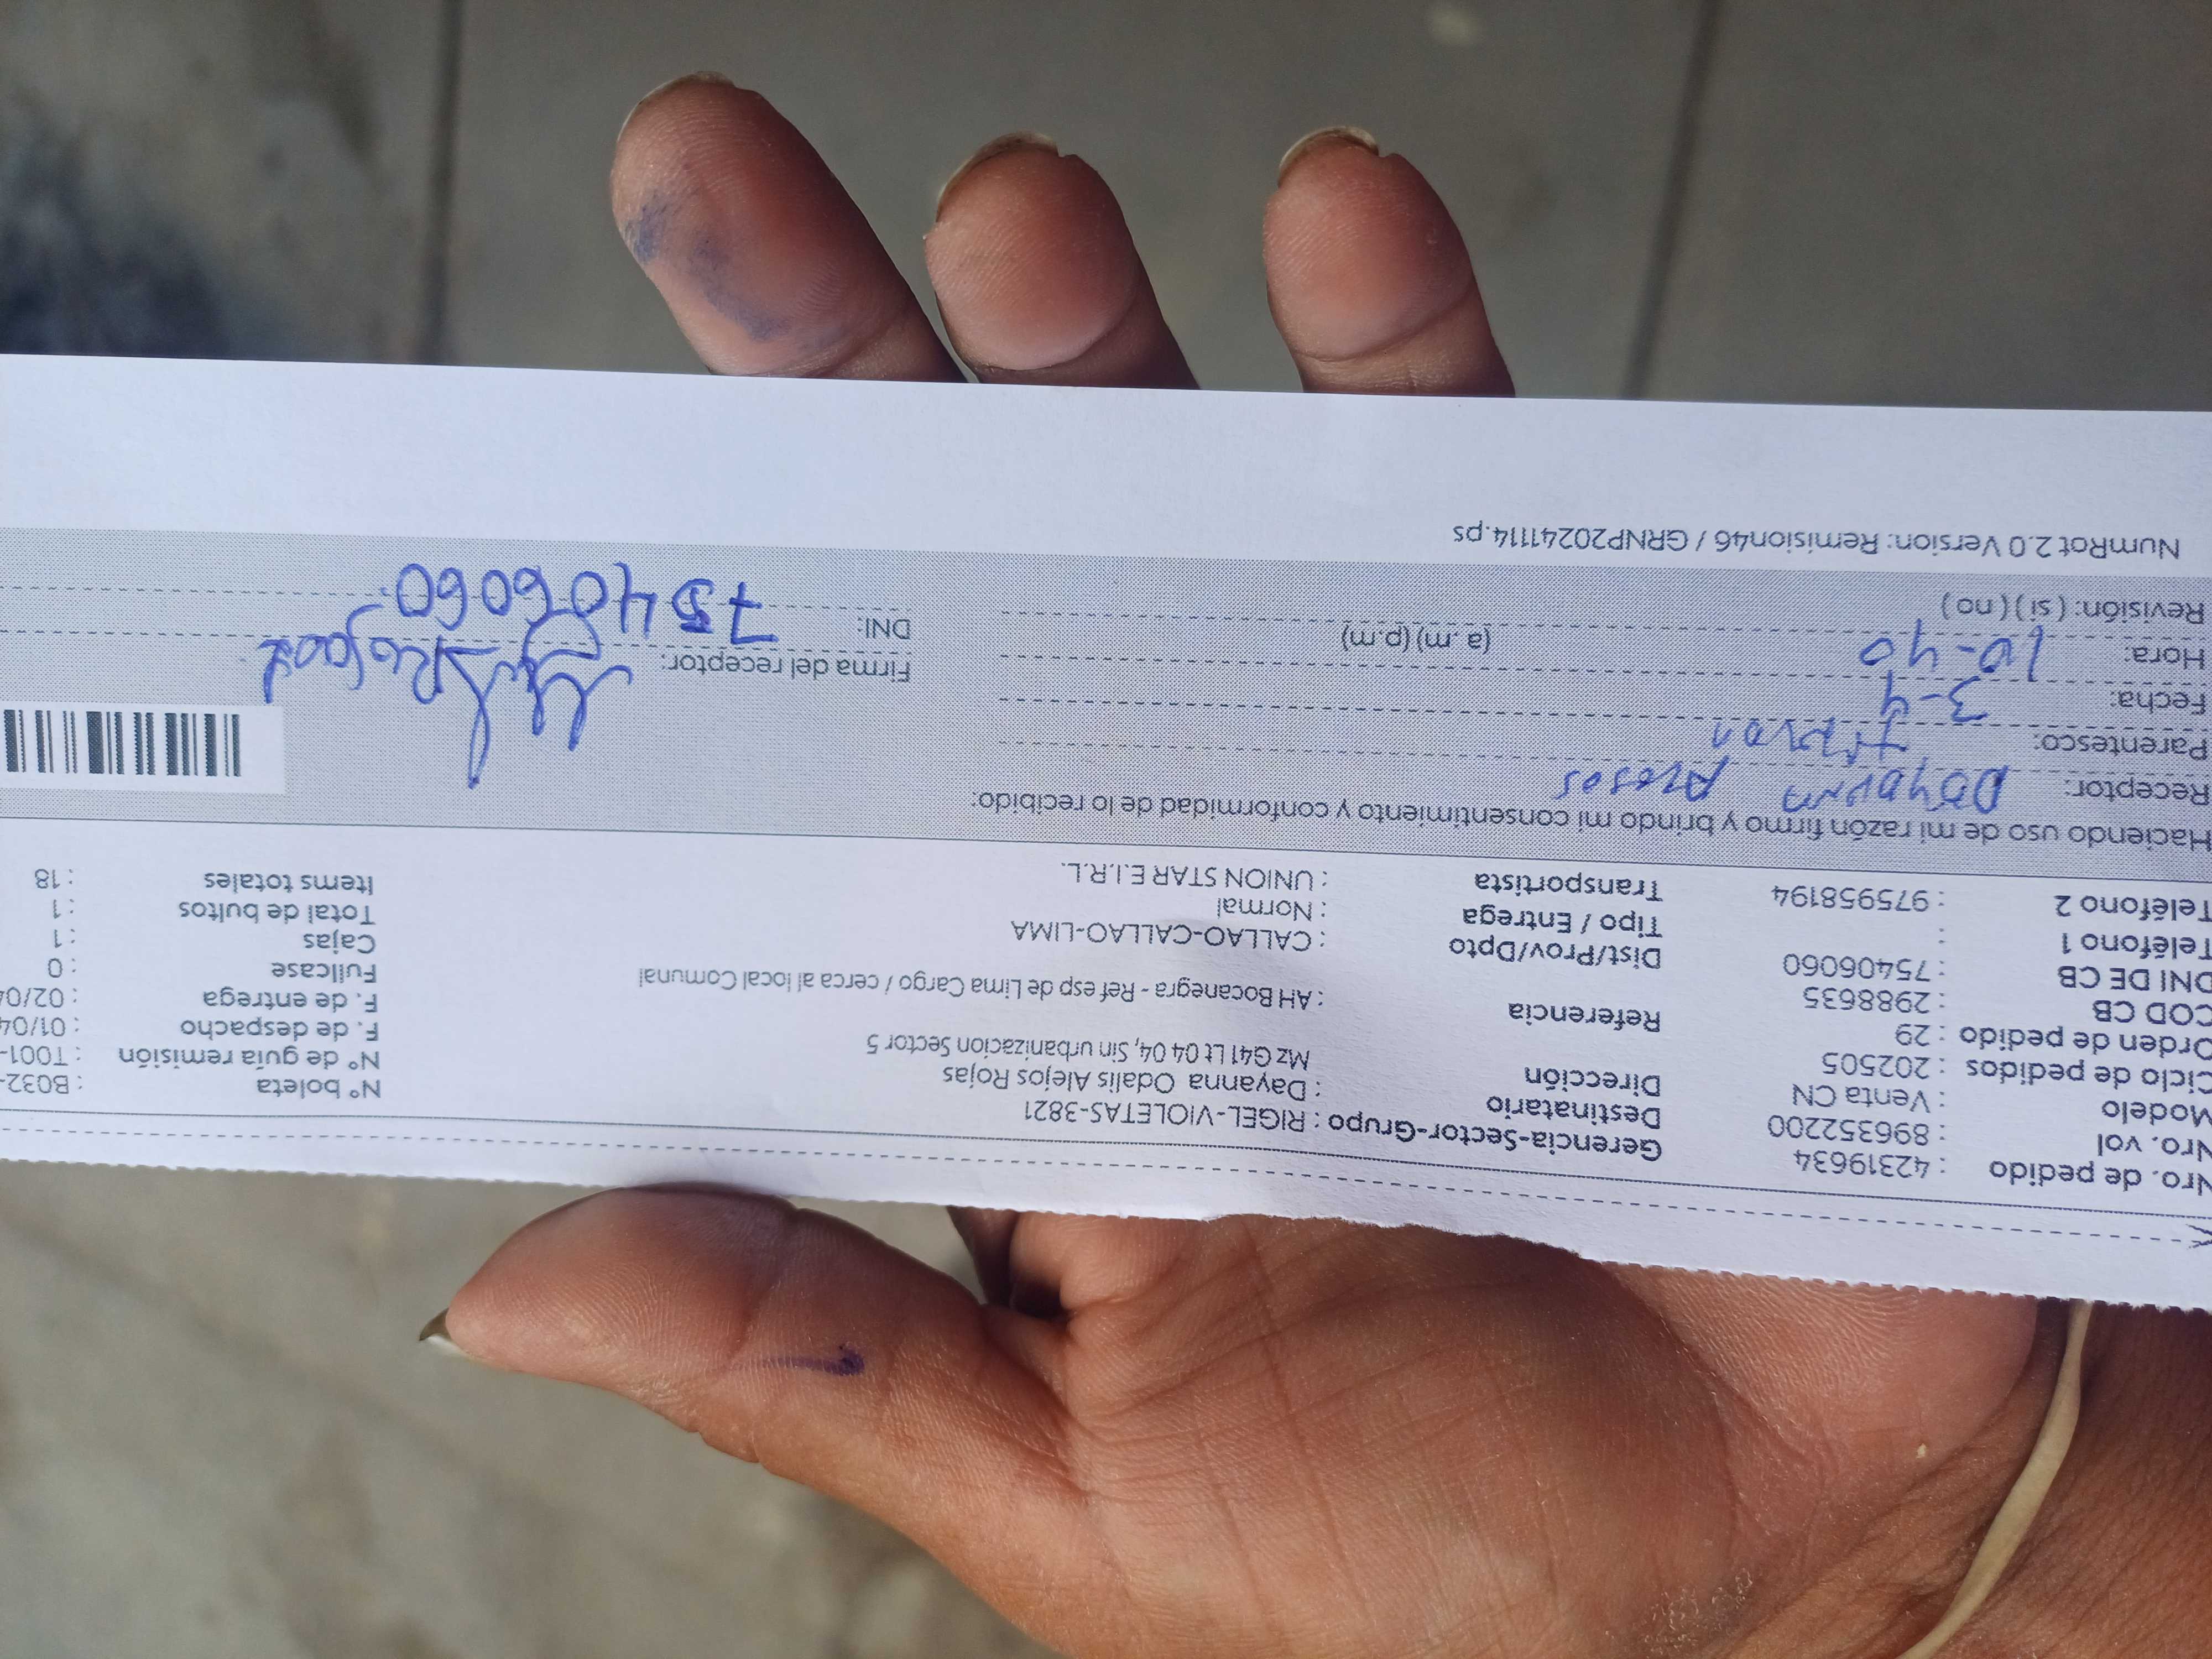 Nro. de pedido : 42319634
Nro. vol : 896352200
Modelo : Venta CN
Ciclo de pedidos : 202505
Orden de pedido : 29
COD CB : 2988635
DNI DE CB : 75406060
Teléfono 1 :
Teléfono 2 : 975958194
Gerencia-Sector-Grupo : RIGEL-VIOLETAS-3821
Destinatario : Dayanna Odalis Alejos Rojas
Dirección Mz G41 Lt 04 04, Sin urbanizacion Sector 5
Referencia : AH Bocanegra - Ref esp de Lima Cargo / cerca al local Comunal
Dist/Prov/Dpto : CALLAO-CALLAO-LIMA
Tipo / Entrega : Normal
Transportista : UNION STAR E.I.R.L.
N° boleta : B032-
N° de guía remisión : T001-
F. de despacho : 01/04
F. de entrega : 02/04
Fullcase : 0
Cajas : 1
Total de bultos : 1
Items totales : 18
Haciendo uso de mi razón firmo y brindo mi consentimiento y conformidad de lo recibido:
Receptor:
Parentesco:
Fecha: 3-4
Hora: 10-40 (a .m) (p.m)
Revisión: ( si ) ( no )
Firma del receptor:
DNI: 75406060
NumRot 2.0 Version: Remision46 / GRNP20241114.ps